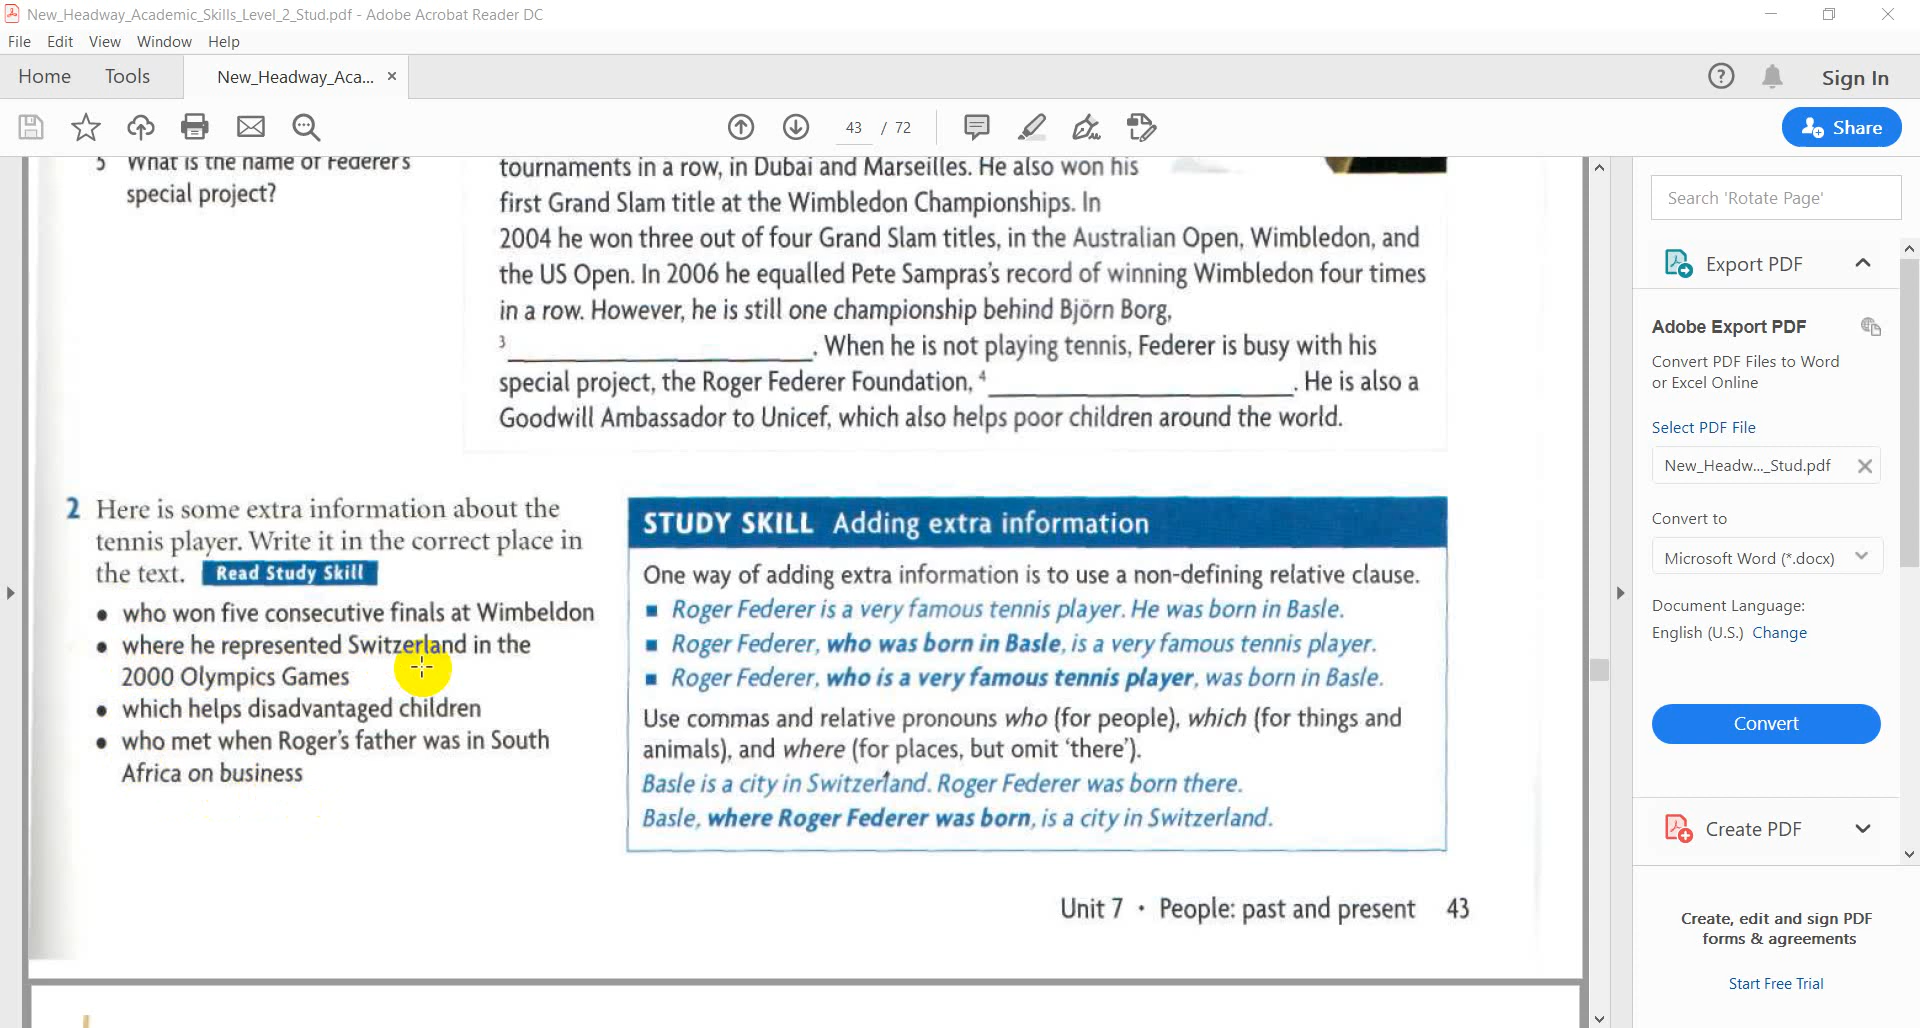 New_Headway_Academic_Skills_Level_2_Stud.pdf - Adobe Acrobat Reader DC
File Edit View Window Help
Home Tools New_Headway_Aca... × Sign In
43 / 72 Share
5 What is the name of Federer's
special project?
tournaments in a row, in Dubai and Marseilles. He also won his
first Grand Slam title at the Wimbledon Championships. In
2004 he won three out of four Grand Slam titles, in the Australian Open, Wimbledon, and
the US Open. In 2006 he equalled Pete Sampras's record of winning Wimbledon four times
in a row. However, he is still one championship behind Björn Borg,
3 ____________________. When he is not playing tennis, Federer is busy with his
special project, the Roger Federer Foundation, 4 ____________________. He is also a
Goodwill Ambassador to Unicef, which also helps poor children around the world.
2 Here is some extra information about the
tennis player. Write it in the correct place in
the text. Read Study Skill
• who won five consecutive finals at Wimbeldon
• where he represented Switzerland in the
2000 Olympics Games
• which helps disadvantaged children
• who met when Roger's father was in South
Africa on business
STUDY SKILL Adding extra information
One way of adding extra information is to use a non-defining relative clause.
■ Roger Federer is a very famous tennis player. He was born in Basle.
■ Roger Federer, who was born in Basle, is a very famous tennis player.
■ Roger Federer, who is a very famous tennis player, was born in Basle.
Use commas and relative pronouns who (for people), which (for things and
animals), and where (for places, but omit 'there').
Basle is a city in Switzerland. Roger Federer was born there.
Basle, where Roger Federer was born, is a city in Switzerland.
Unit 7 • People: past and present 43
Search 'Rotate Page'
Export PDF
Adobe Export PDF
Convert PDF Files to Word
or Excel Online
Select PDF File
New_Headw..._Stud.pdf
Convert to
Microsoft Word (*.docx)
Document Language:
English (U.S.) Change
Convert
Create PDF
Create, edit and sign PDF
forms & agreements
Start Free Trial